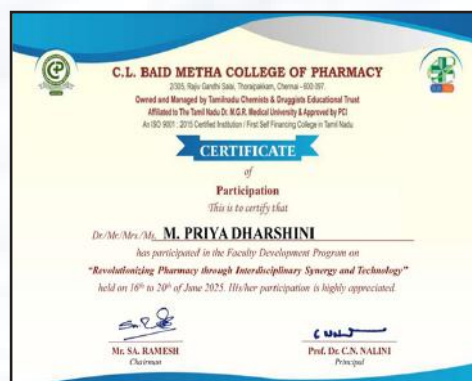 C.L. BAID METHA COLLEGE OF PHARMACY
2/305, Rajiv Gandhi Salai, Thoraipakkam, Chennai - 600 097.
Owned and Managed by Tamilnadu Chemists & Druggists Educational Trust
Affiliated to The Tamil Nadu Dr. M.G.R. Medical University & Approved by PCI
An ISO 9001 : 2015 Certified Institution / First Self Financing College in Tamil Nadu
CERTIFICATE
of
Participation
This is to certify that
Dr/Mr/Mrs/Ms. M. PRIYA DHARSHINI
has participated in the Faculty Development Program on
"Revolutionizing Pharmacy through Interdisciplinary Synergy and Technology"
held on 16th to 20th of June 2025. His/her participation is highly appreciated.
Mr. SA. RAMESH
Chairman
Prof. Dr. C.N. NALINI
Principal